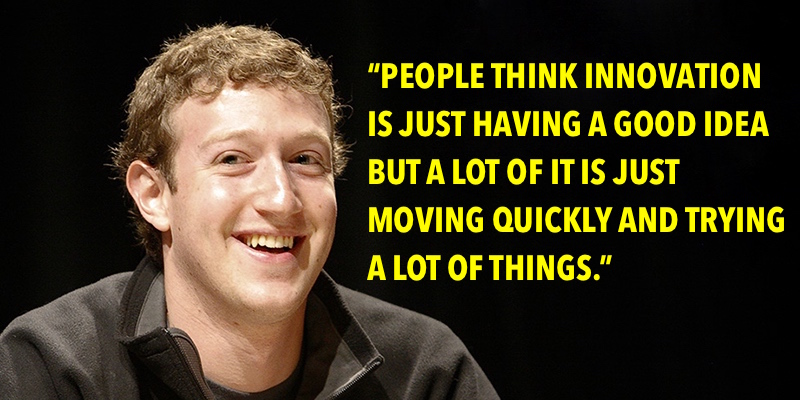 “PEOPLE THINK INNOVATION
IS JUST HAVING A GOOD IDEA
BUT A LOT OF IT IS JUST
MOVING QUICKLY AND TRYING
A LOT OF THINGS.”